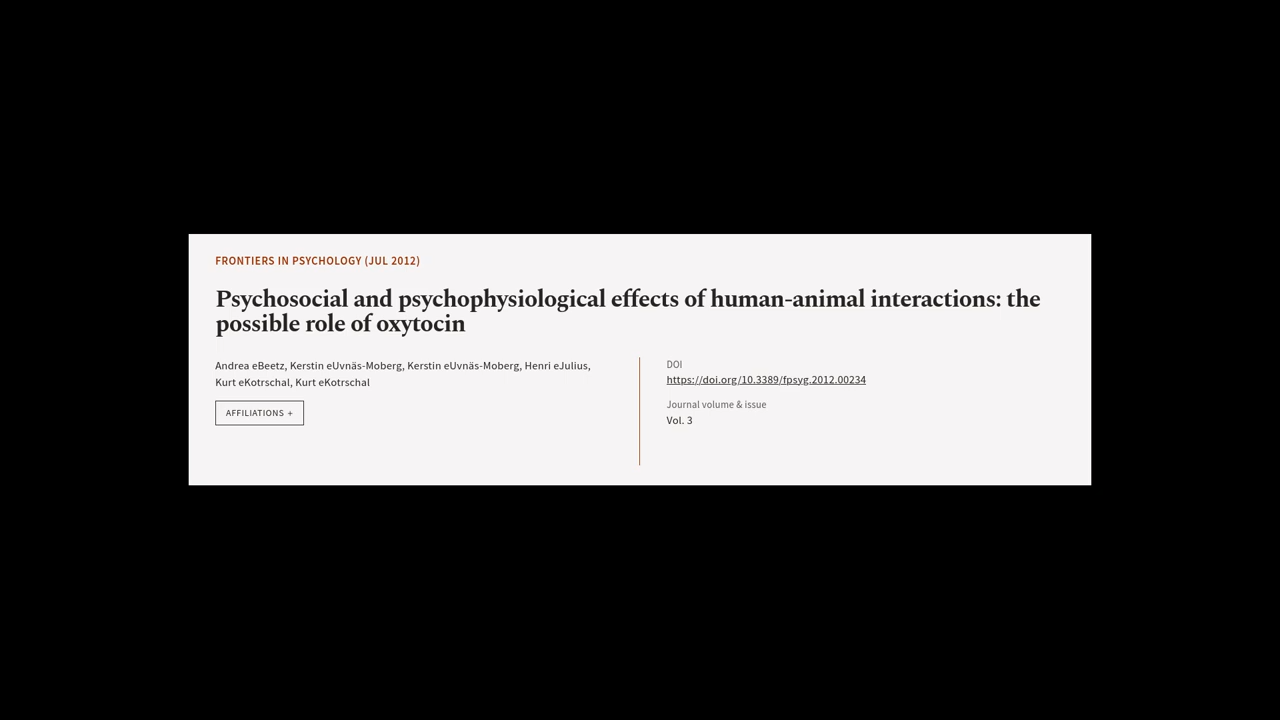 FRONTIERS IN PSYCHOLOGY (JUL 2012)
Psychosocial and psychophysiological effects of human-animal interactions: the
possible role of oxytocin
Andrea eBeetz, Kerstin eUvnäs-Moberg, Kerstin eUvnäs-Moberg, Henri eJulius,
Kurt eKotrschal, Kurt eKotrschal
AFFILIATIONS +
DOI
https://doi.org/10.3389/fpsyg.2012.00234
Journal volume & issue
Vol. 3